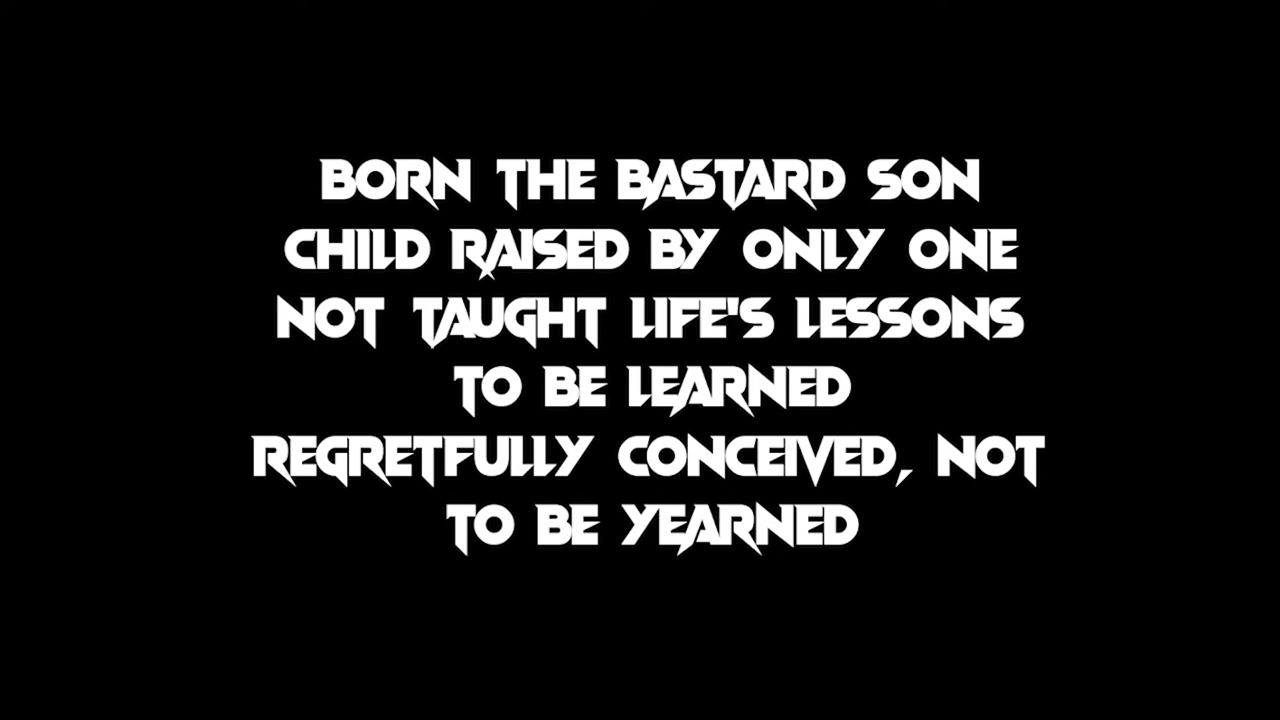 BORN THE BASTARD SON
CHILD RAISED BY ONLY ONE
NOT TAUGHT LIFE'S LESSONS
TO BE LEARNED
REGRETFULLY CONCEIVED, NOT
TO BE YEARNED